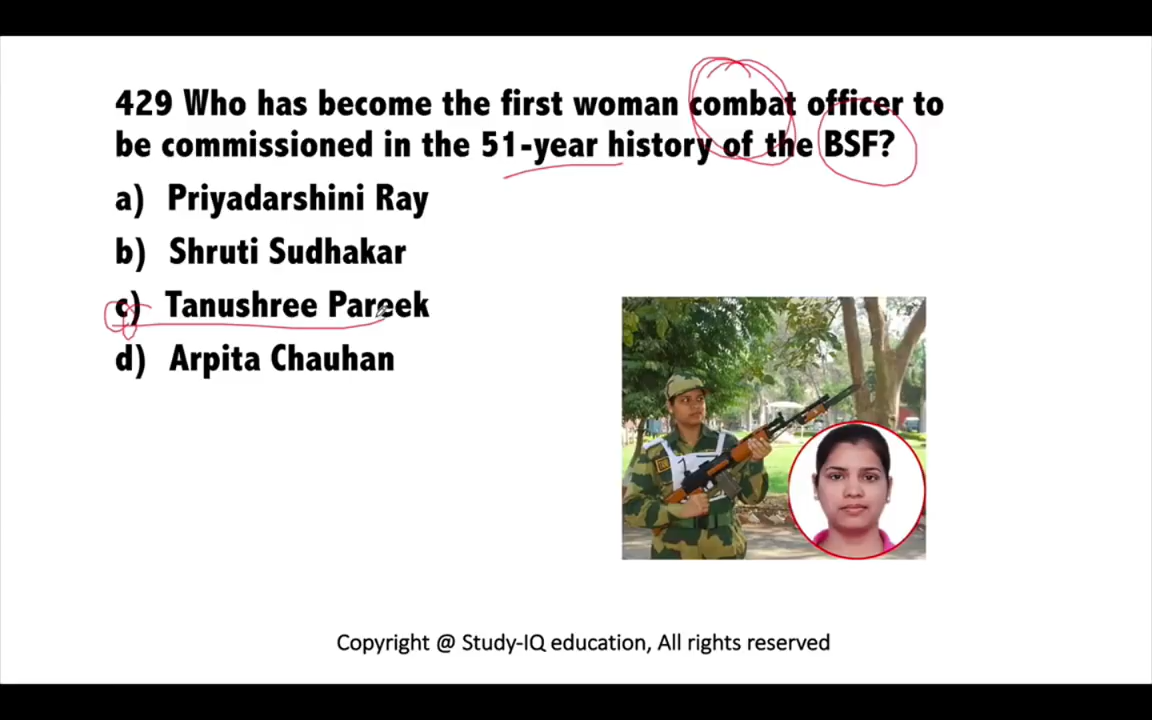 429 Who has become the first woman combat officer to
be commissioned in the 51-year history of the BSF?
a) Priyadarshini Ray
b) Shruti Sudhakar
c) Tanushree Pareek
d) Arpita Chauhan
Copyright @ Study-IQ education, All rights reserved